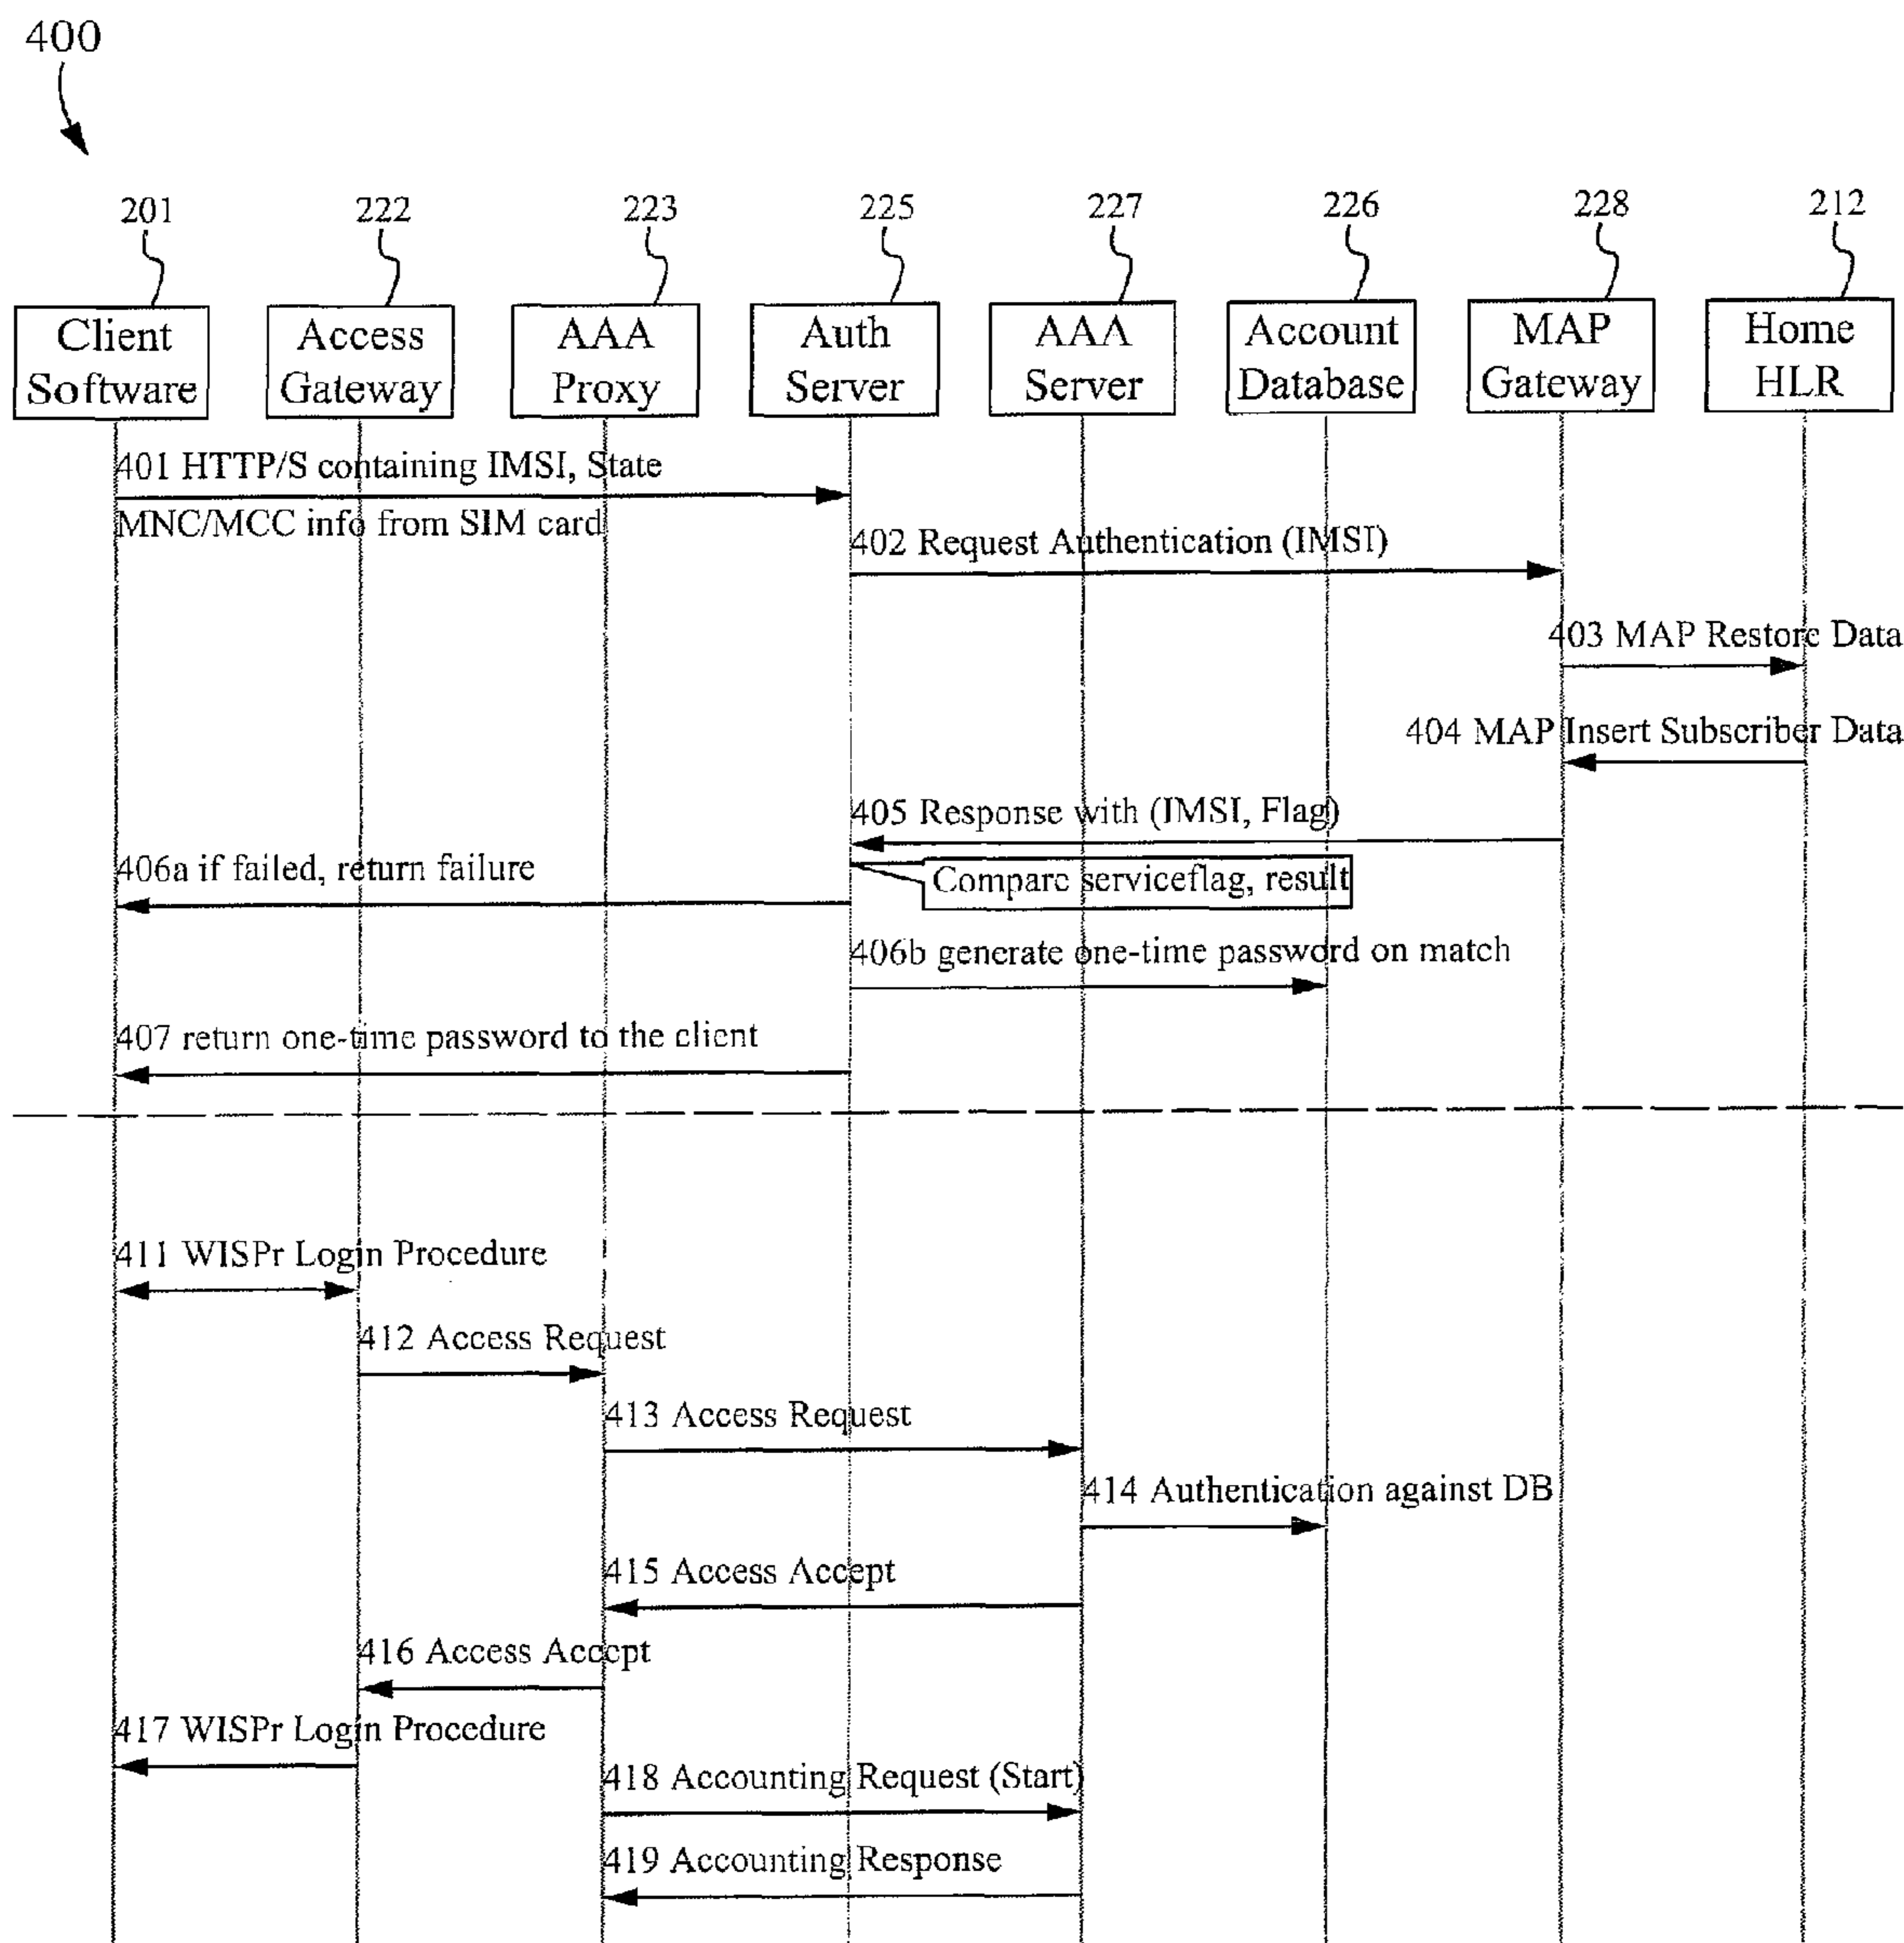 400
201 222 223 225 227 226 228 212
Client Software
Access Gateway
AAA Proxy
Auth Server
AAA Server
Account Database
MAP Gateway
Home HLR
401 HTTP/S containing IMSI, State
MNC/MCC info from SIM card
402 Request Authentication (IMSI)
403 MAP Restore Data
404 MAP Insert Subscriber Data
405 Response with (IMSI, Flag)
Compare serviceflag, result
406a if failed, return failure
406b generate one-time password on match
407 return one-time password to the client
411 WISPr Login Procedure
412 Access Request
413 Access Request
414 Authentication against DB
415 Access Accept
416 Access Accept
417 WISPr Login Procedure
418 Accounting Request (Start)
419 Accounting Response